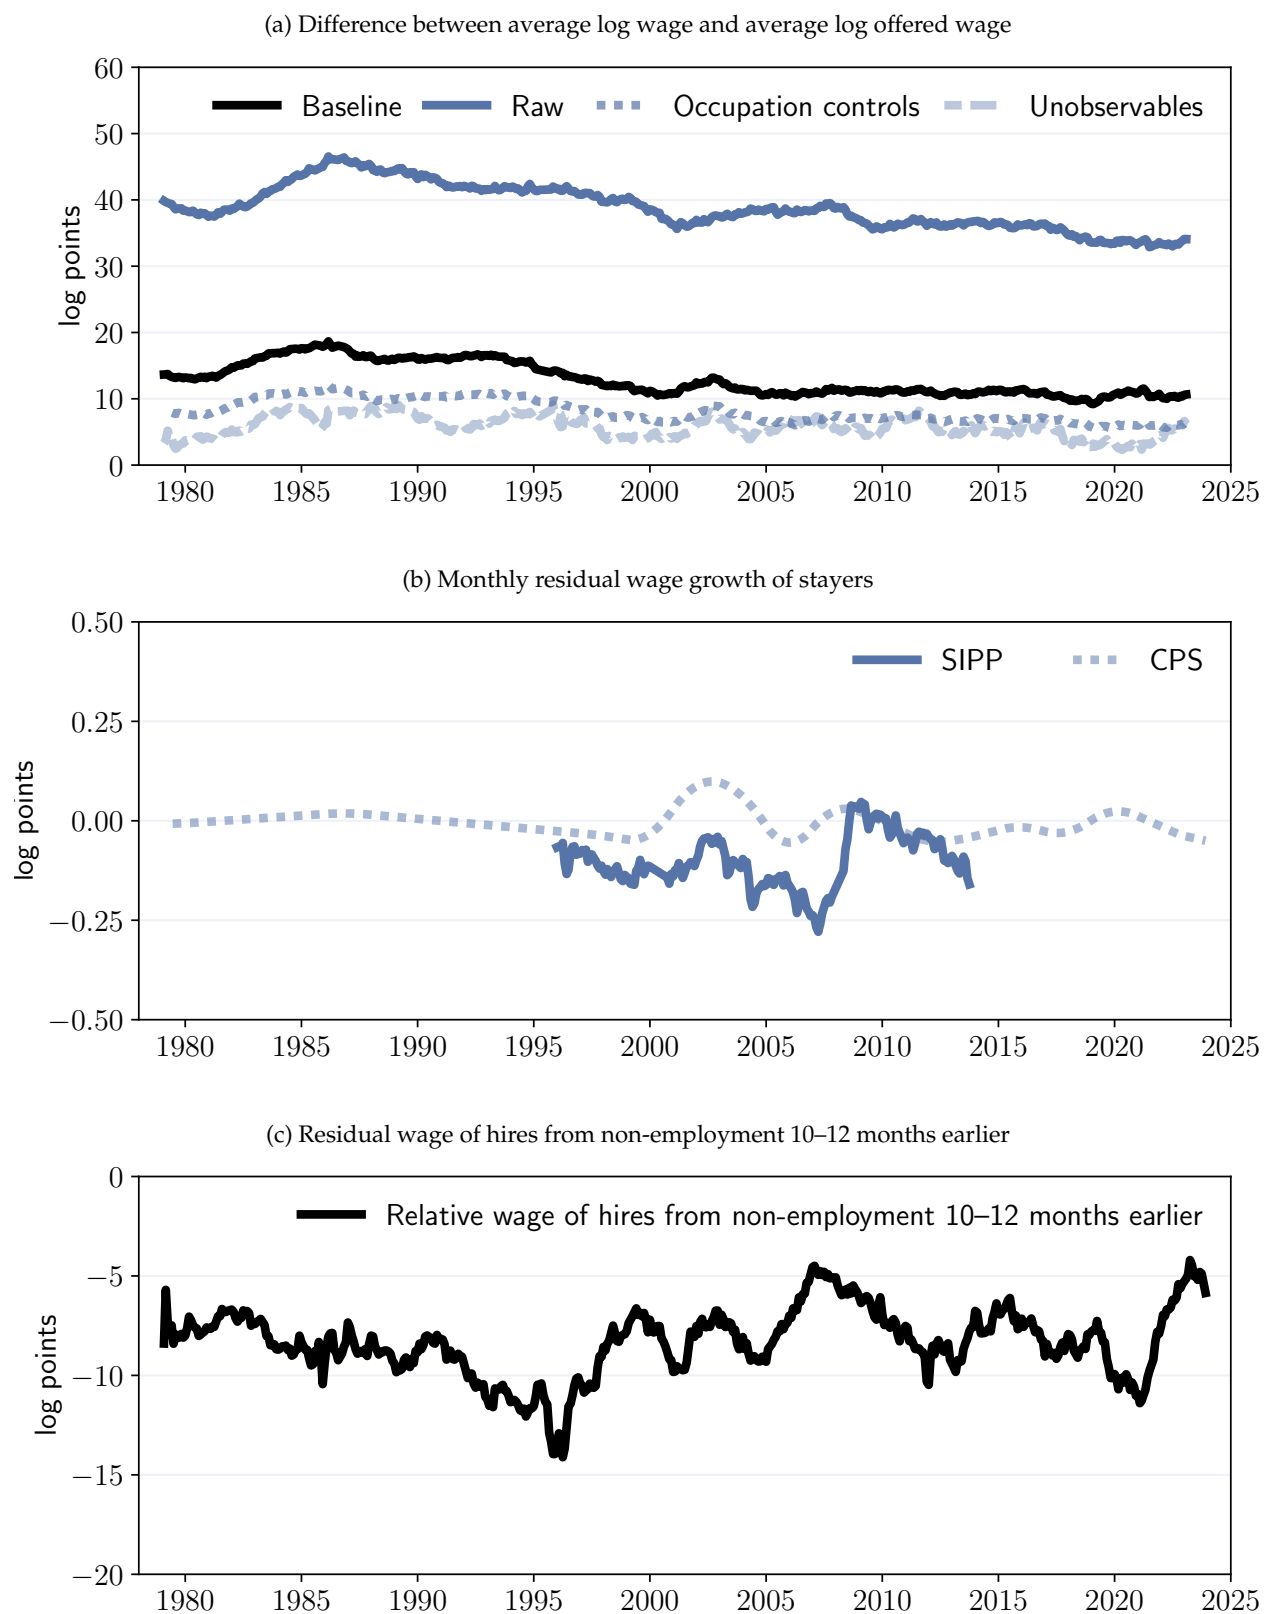 (a) Difference between average log wage and average log offered wage
60
Baseline Raw Occupation controls Unobservables
50
40
log points
30
20
10
0
1980 1985 1990 1995 2000 2005 2010 2015 2020 2025
(b) Monthly residual wage growth of stayers
0.50
SIPP CPS
0.25
log points
0.00
−0.25
−0.50
1980 1985 1990 1995 2000 2005 2010 2015 2020 2025
(c) Residual wage of hires from non-employment 10–12 months earlier
0
Relative wage of hires from non-employment 10–12 months earlier
−5
log points
−10
−15
−20
1980 1985 1990 1995 2000 2005 2010 2015 2020 2025